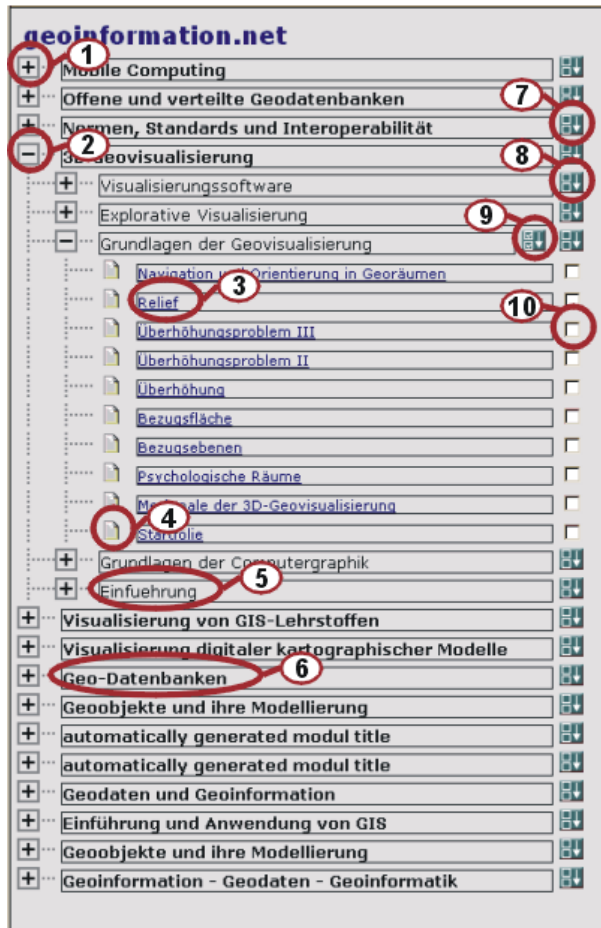 geoinformation.net
1
Mobile Computing
Offene und verteilte Geodatenbanken
7
Normen, Standards und Interoperabilität
2
3D-Geovisualisierung
8
Visualisierungssoftware
Explorative Visualisierung
9
Grundlagen der Geovisualisierung
Navigation und Orientierung in Georäumen
3
Relief
10
Überhöhungsproblem III
Überhöhungsproblem II
Überhöhung
Bezugsfläche
Bezugsebenen
Psychologische Räume
Merkmale der 3D-Geovisualisierung
4
Startfolie
Grundlagen der Computergraphik
5
Einfuehrung
Visualisierung von GIS-Lehrstoffen
Visualisierung digitaler kartographischer Modelle
6
Geo-Datenbanken
Geoobjekte und ihre Modellierung
automatically generated modul title
automatically generated modul title
Geodaten und Geoinformation
Einführung und Anwendung von GIS
Geoobjekte und ihre Modellierung
Geoinformation - Geodaten - Geoinformatik